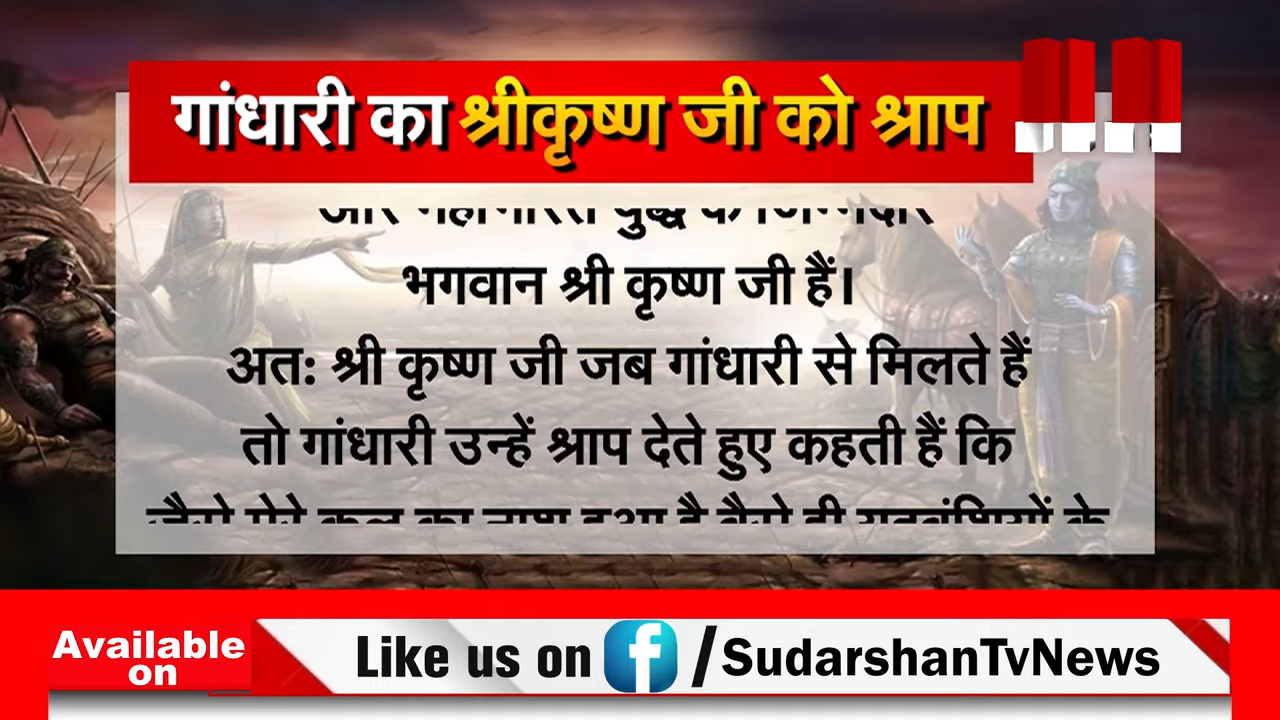 गांधारी का श्रीकृष्ण जी को श्राप
भगवान श्री कृष्ण जी हैं।
अत: श्री कृष्ण जी जब गांधारी से मिलते हैं
तो गांधारी उन्हें श्राप देते हुए कहती हैं कि
Available
on
Like us on f /SudarshanTvNews